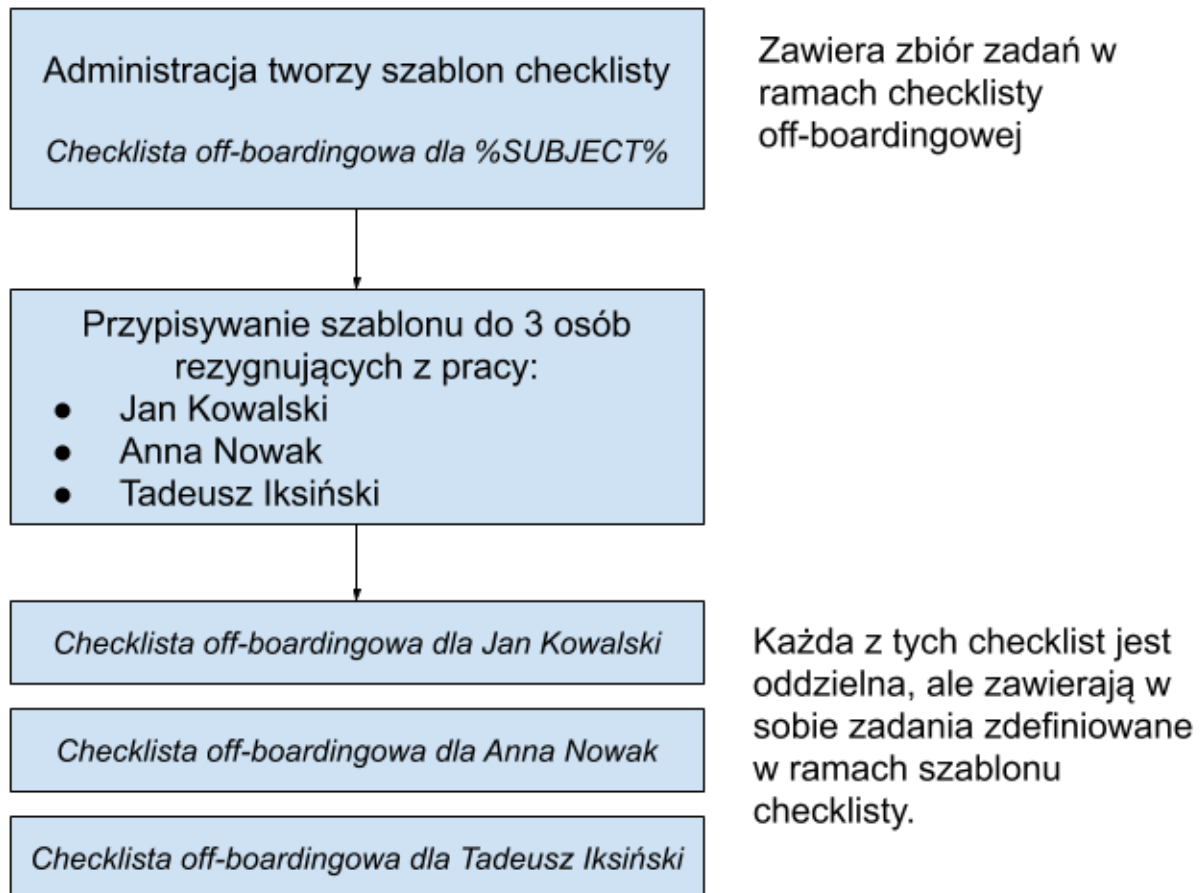 Administracja tworzy szablon checklisty
Checklista off-boardingowa dla %SUBJECT%
Zawiera zbiór zadań w
ramach checklisty
off-boardingowej
Przypisywanie szablonu do 3 osób
rezygnujących z pracy:
● Jan Kowalski
● Anna Nowak
● Tadeusz Iksiński
Checklista off-boardingowa dla Jan Kowalski
Checklista off-boardingowa dla Anna Nowak
Checklista off-boardingowa dla Tadeusz Iksiński
Każda z tych checklist jest
oddzielna, ale zawierają w
sobie zadania zdefiniowane
w ramach szablonu
checklisty.